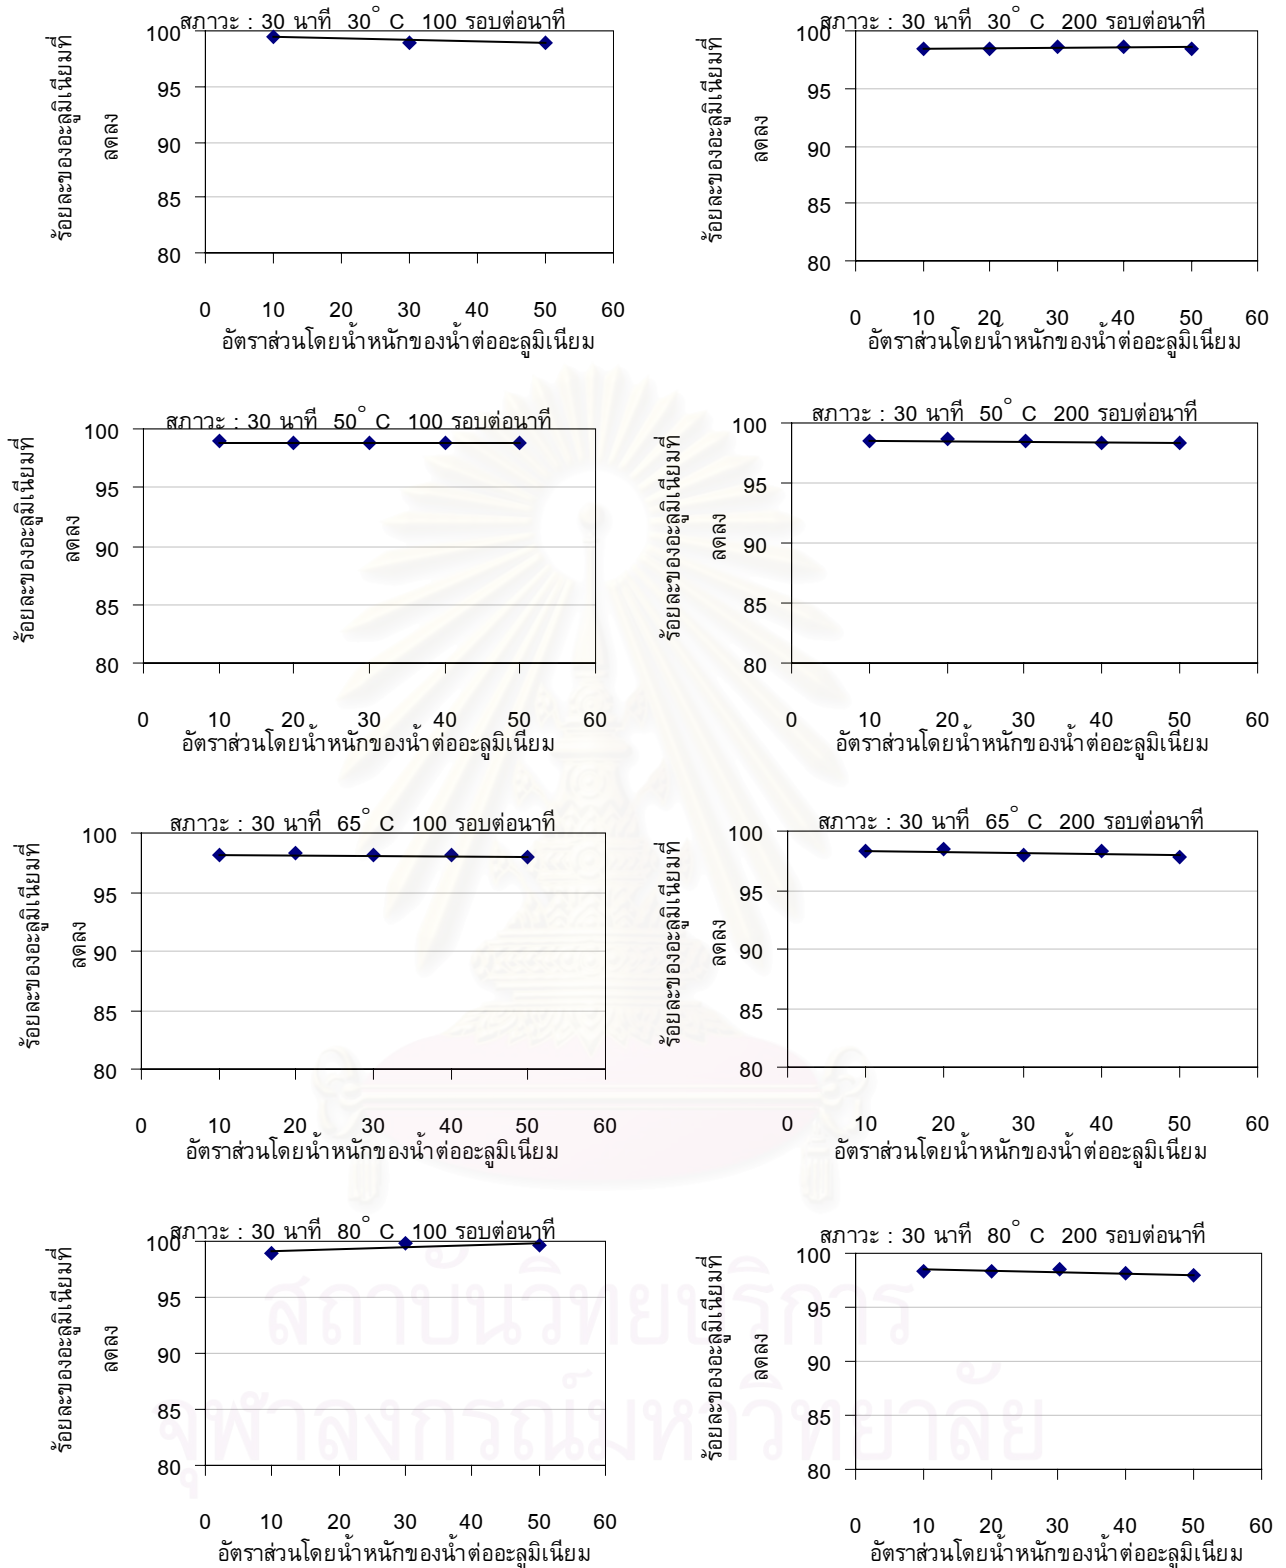 สภาวะ : 30 นาที 30° C 100 รอบต่อนาที
ร้อยละของอะลูมิเนียมที่
ลดลง
100
95
90
85
80
0 10 20 30 40 50 60
อัตราส่วนโดยน้ำหนักของน้ำต่ออะลูมิเนียม
สภาวะ : 30 นาที 30° C 200 รอบต่อนาที
ร้อยละของอะลูมิเนียมที่
ลดลง
100
95
90
85
80
0 10 20 30 40 50 60
อัตราส่วนโดยน้ำหนักของน้ำต่ออะลูมิเนียม
สภาวะ : 30 นาที 50° C 100 รอบต่อนาที
ร้อยละของอะลูมิเนียมที่
ลดลง
100
95
90
85
80
0 10 20 30 40 50 60
อัตราส่วนโดยน้ำหนักของน้ำต่ออะลูมิเนียม
สภาวะ : 30 นาที 50° C 200 รอบต่อนาที
ร้อยละของอะลูมิเนียมที่
ลดลง
100
95
90
85
80
0 10 20 30 40 50 60
อัตราส่วนโดยน้ำหนักของน้ำต่ออะลูมิเนียม
สภาวะ : 30 นาที 65° C 100 รอบต่อนาที
ร้อยละของอะลูมิเนียมที่
ลดลง
100
95
90
85
80
0 10 20 30 40 50 60
อัตราส่วนโดยน้ำหนักของน้ำต่ออะลูมิเนียม
สภาวะ : 30 นาที 65° C 200 รอบต่อนาที
ร้อยละของอะลูมิเนียมที่
ลดลง
100
95
90
85
80
0 10 20 30 40 50 60
อัตราส่วนโดยน้ำหนักของน้ำต่ออะลูมิเนียม
สภาวะ : 30 นาที 80° C 100 รอบต่อนาที
ร้อยละของอะลูมิเนียมที่
ลดลง
100
95
90
85
80
0 10 20 30 40 50 60
อัตราส่วนโดยน้ำหนักของน้ำต่ออะลูมิเนียม
สภาวะ : 30 นาที 80° C 200 รอบต่อนาที
ร้อยละของอะลูมิเนียมที่
ลดลง
100
95
90
85
80
0 10 20 30 40 50 60
อัตราส่วนโดยน้ำหนักของน้ำต่ออะลูมิเนียม
สถาบันวิทยบริการ
จุฬาลงกรณ์มหาวิทยาลัย